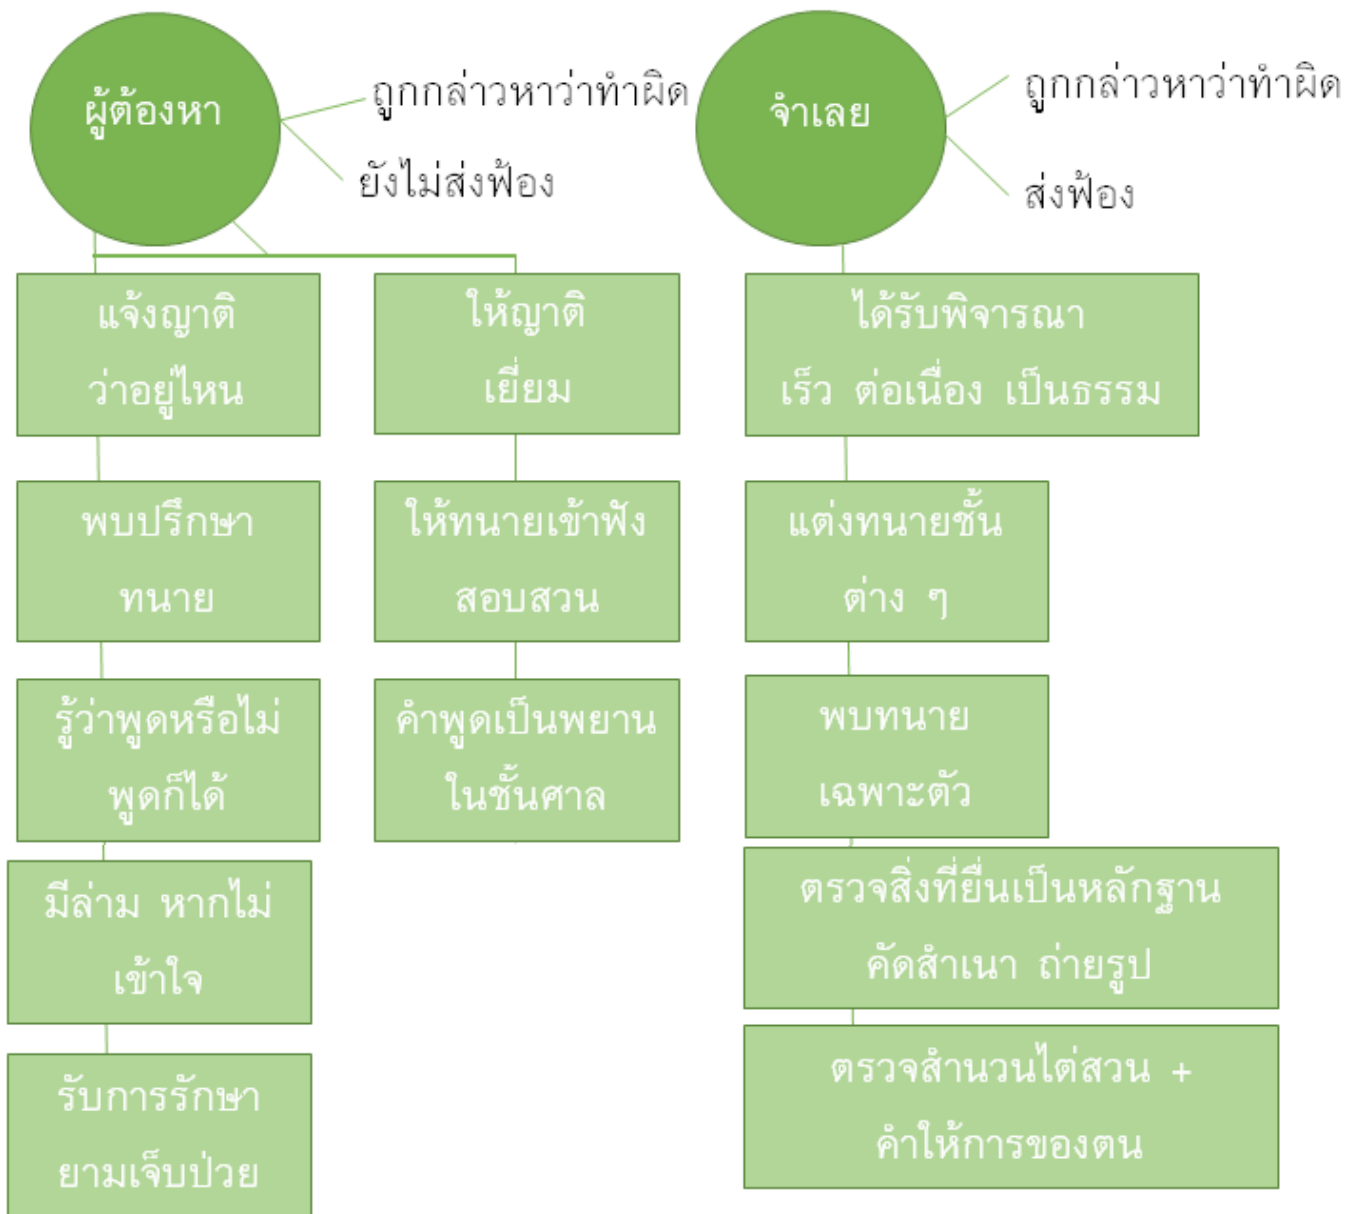 ผู้ต้องหา
ถูกกล่าวหาว่าทำผิด
ยังไม่ส่งฟ้อง
แจ้งญาติ
ว่าอยู่ไหน
พบปรึกษา
ทนาย
รู้ว่าพูดหรือไม่
พูดก็ได้
มีล่าม หากไม่
เข้าใจ
รับการรักษา
ยามเจ็บป่วย
ให้ญาติ
เยี่ยม
ให้ทนายเข้าฟัง
สอบสวน
คำพูดเป็นพยาน
ในชั้นศาล
จำเลย
ถูกกล่าวหาว่าทำผิด
ส่งฟ้อง
ได้รับพิจารณา
เร็ว ต่อเนื่อง เป็นธรรม
แต่งทนายชั้น
ต่าง ๆ
พบทนาย
เฉพาะตัว
ตรวจสิ่งที่ยื่นเป็นหลักฐาน
คัดสำเนา ถ่ายรูป
ตรวจสำนวนไต่สวน +
คำให้การของตน